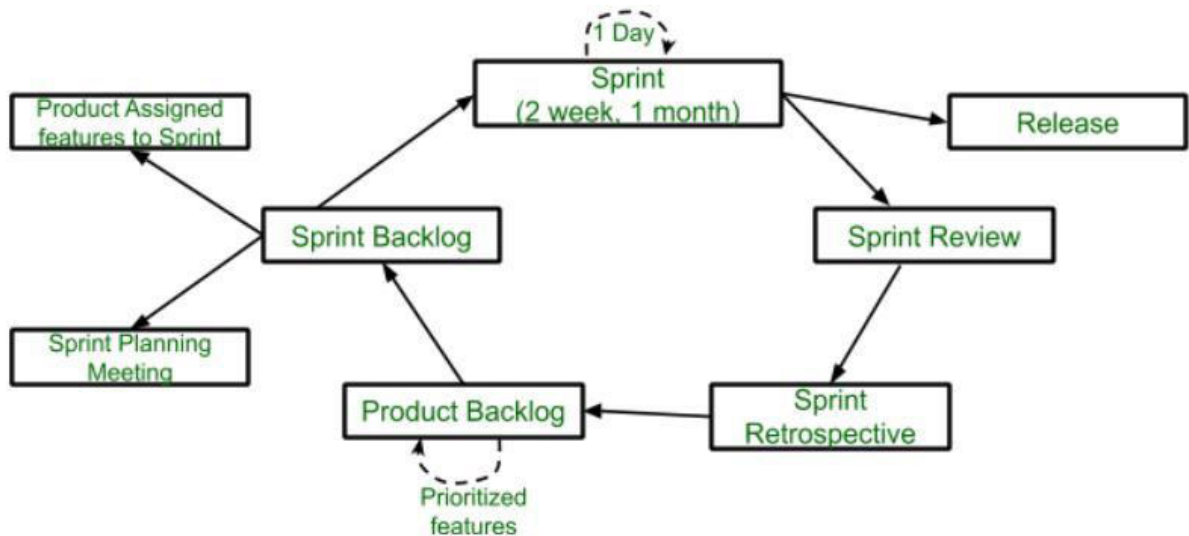 1 Day
Sprint
(2 week, 1 month)
Product Assigned
features to Sprint
Release
Sprint Backlog
Sprint Review
Sprint Planning
Meeting
Product Backlog
Sprint
Retrospective
Prioritized
features